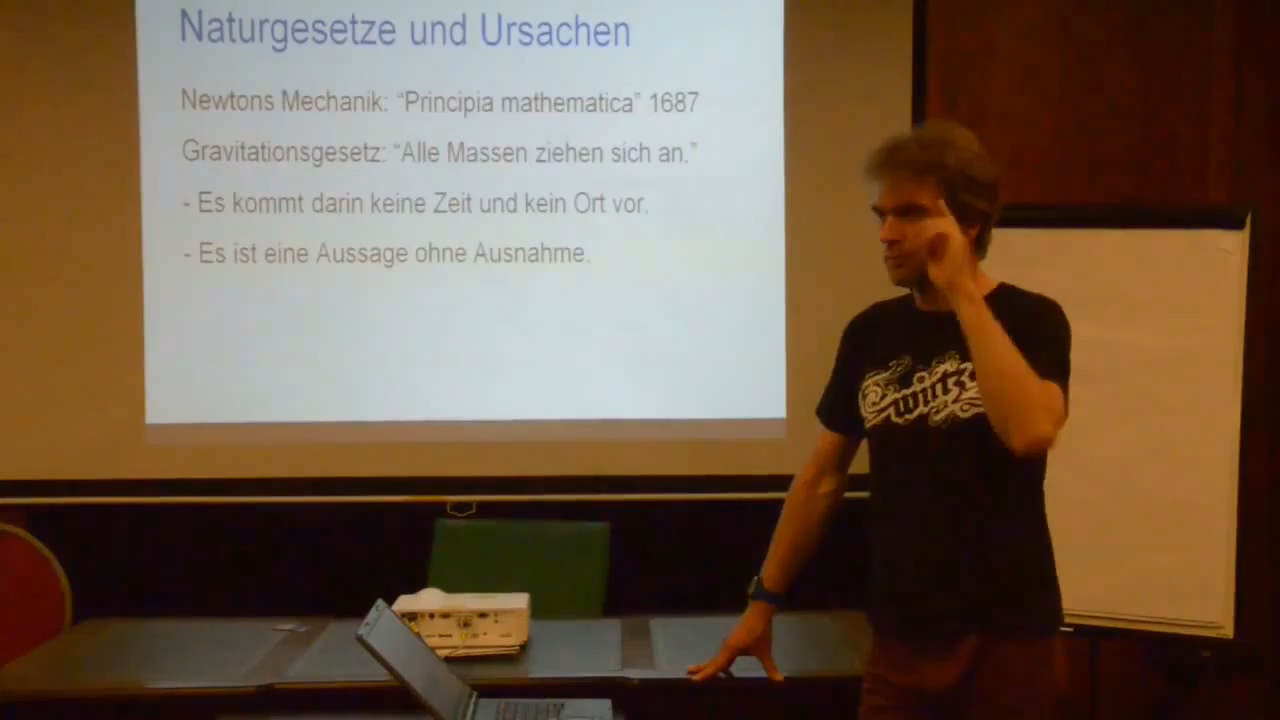 Naturgesetze und Ursachen
Newtons Mechanik: “Principia mathematica” 1687
Gravitationsgesetz: “Alle Massen ziehen sich an.”
- Es kommt darin keine Zeit und kein Ort vor.
- Es ist eine Aussage ohne Ausnahme.